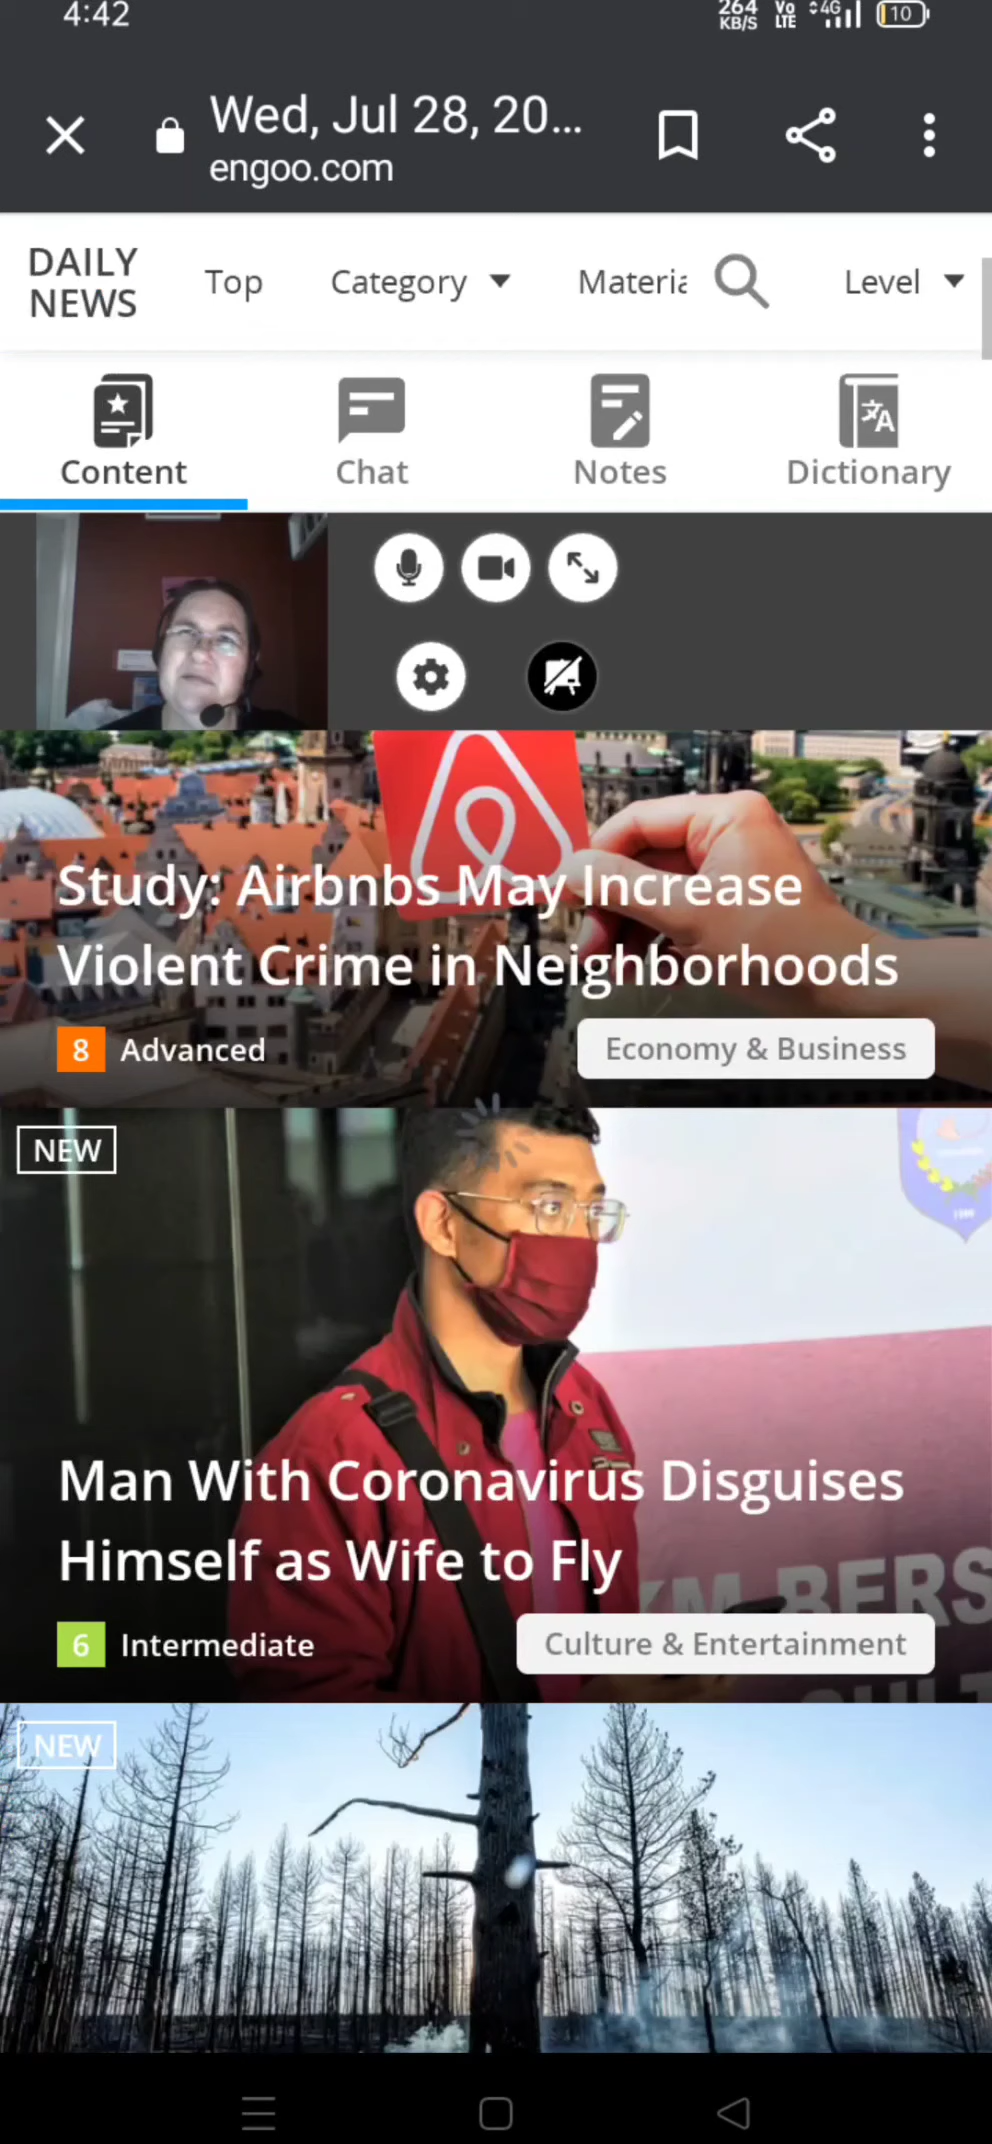 4:42
264
KB/S
Vo
LTE
4G
10
Wed, Jul 28, 20...
engoo.com
DAILY
NEWS
Top
Category
Materia
Level
Content
Chat
Notes
Dictionary
Study: Airbnbs May Increase
Violent Crime in Neighborhoods
8 Advanced
Economy & Business
NEW
Man With Coronavirus Disguises
Himself as Wife to Fly
6 Intermediate
Culture & Entertainment
NEW